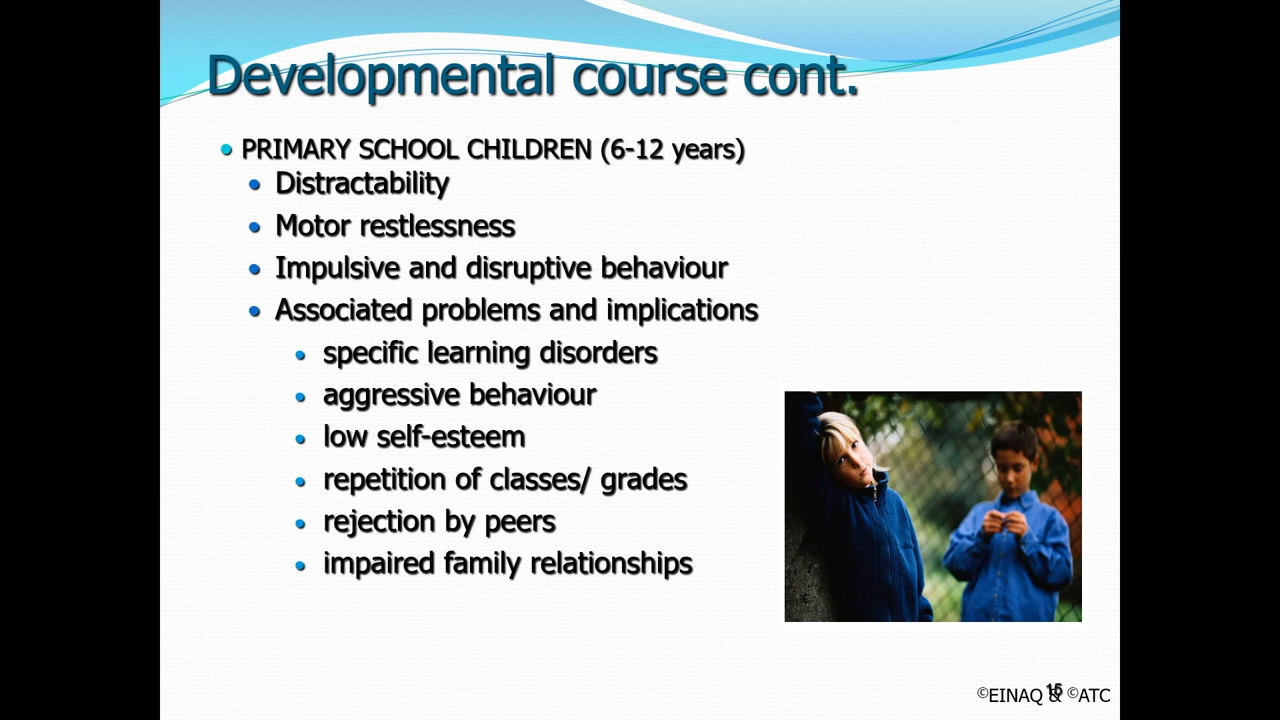 Developmental course cont.
PRIMARY SCHOOL CHILDREN (6-12 years)
Distractability
Motor restlessness
Impulsive and disruptive behaviour
Associated problems and implications
specific learning disorders
aggressive behaviour
low self-esteem
repetition of classes/ grades
rejection by peers
impaired family relationships
15
©EINAQ & ©ATC